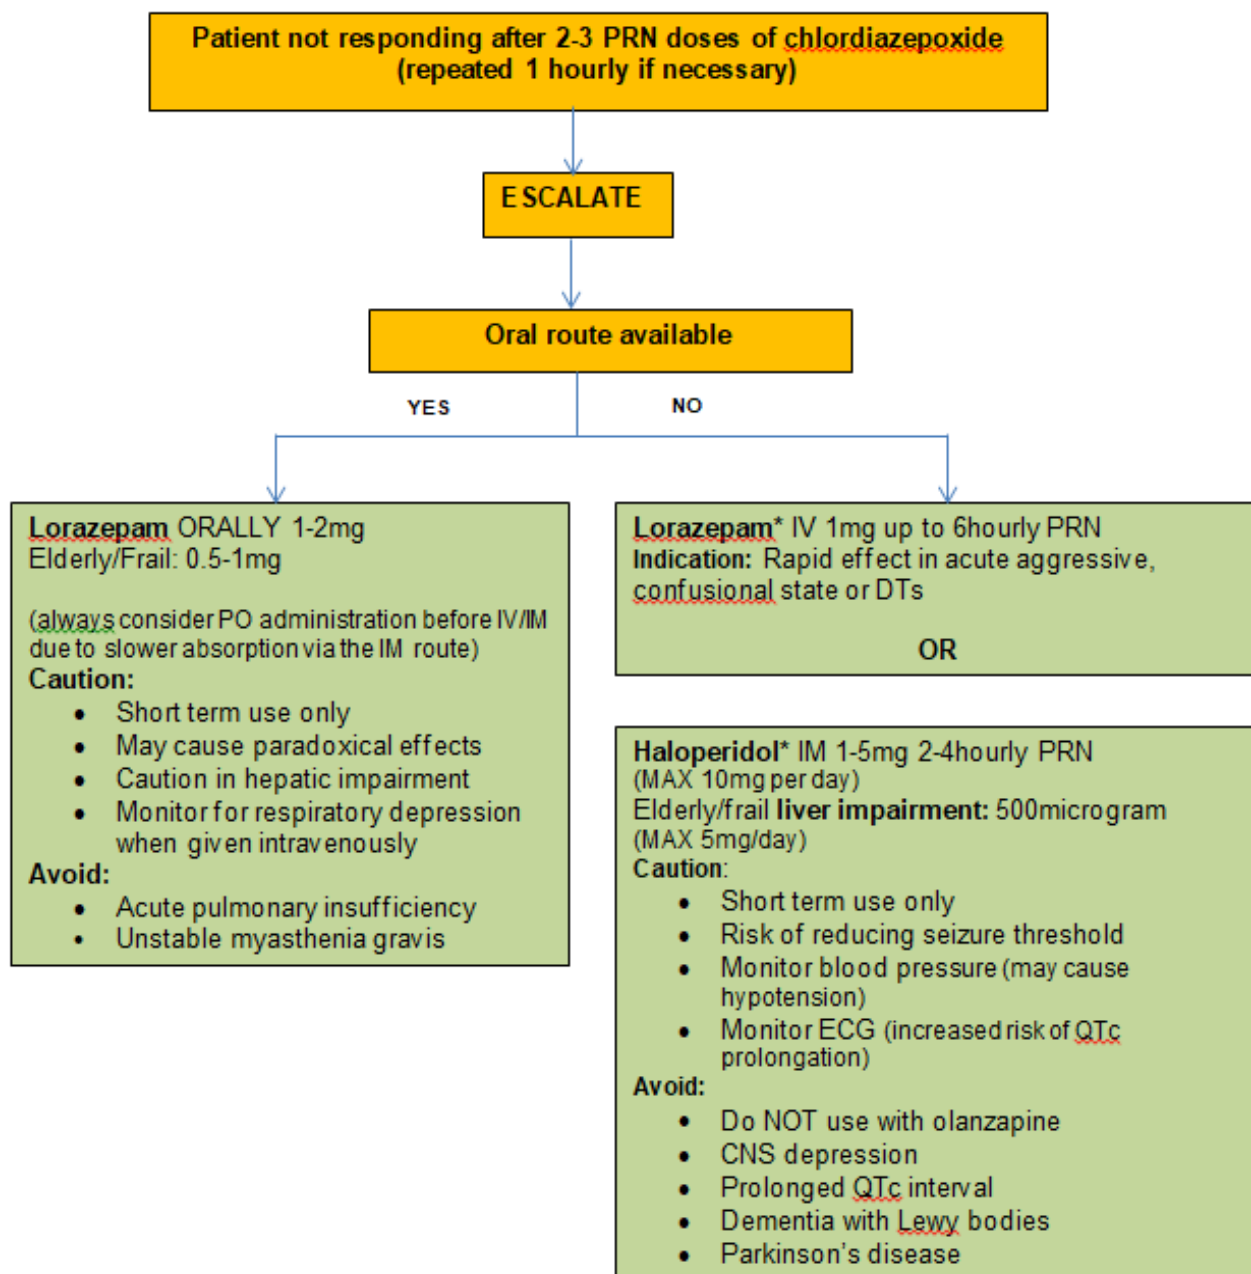 Patient not responding after 2-3 PRN doses of chlordiazepoxide
(repeated 1 hourly if necessary)
ESCALATE
Oral route available
YES
NO
Lorazepam ORALLY 1-2mg
Elderly/Frail: 0.5-1mg
(always consider PO administration before IV/IM
due to slower absorption via the IM route)
Caution:
• Short term use only
• May cause paradoxical effects
• Caution in hepatic impairment
• Monitor for respiratory depression
when given intravenously
Avoid:
• Acute pulmonary insufficiency
• Unstable myasthenia gravis
Lorazepam* IV 1mg up to 6hourly PRN
Indication: Rapid effect in acute aggressive,
confusional state or DTs
OR
Haloperidol* IM 1-5mg 2-4hourly PRN
(MAX 10mg per day)
Elderly/frail liver impairment: 500microgram
(MAX 5mg/day)
Caution:
• Short term use only
• Risk of reducing seizure threshold
• Monitor blood pressure (may cause
hypotension)
• Monitor ECG (increased risk of QTc
prolongation)
Avoid:
• Do NOT use with olanzapine
• CNS depression
• Prolonged QTc interval
• Dementia with Lewy bodies
• Parkinson's disease